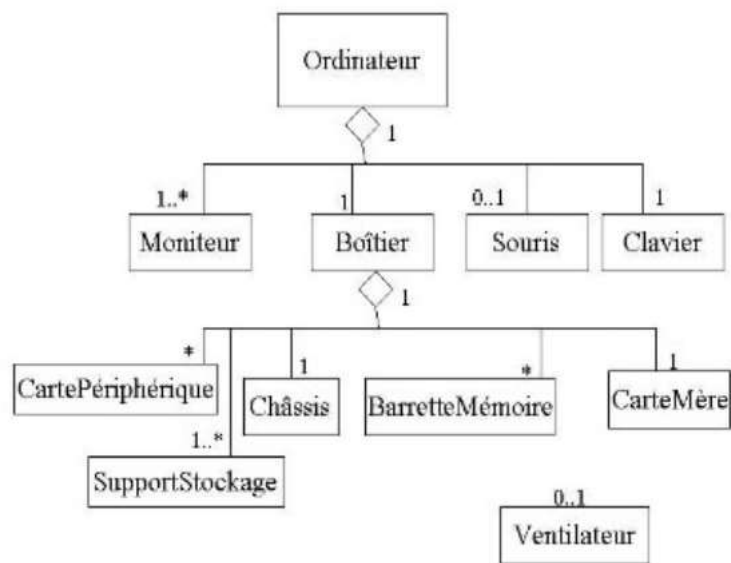 Ordinateur
1
1..*
1
0..1
1
Moniteur
Boîtier
Souris
Clavier
1
*
1
*
1
CartePériphérique
Châssis
BarretteMémoire
CarteMère
1..*
SupportStockage
0..1
Ventilateur